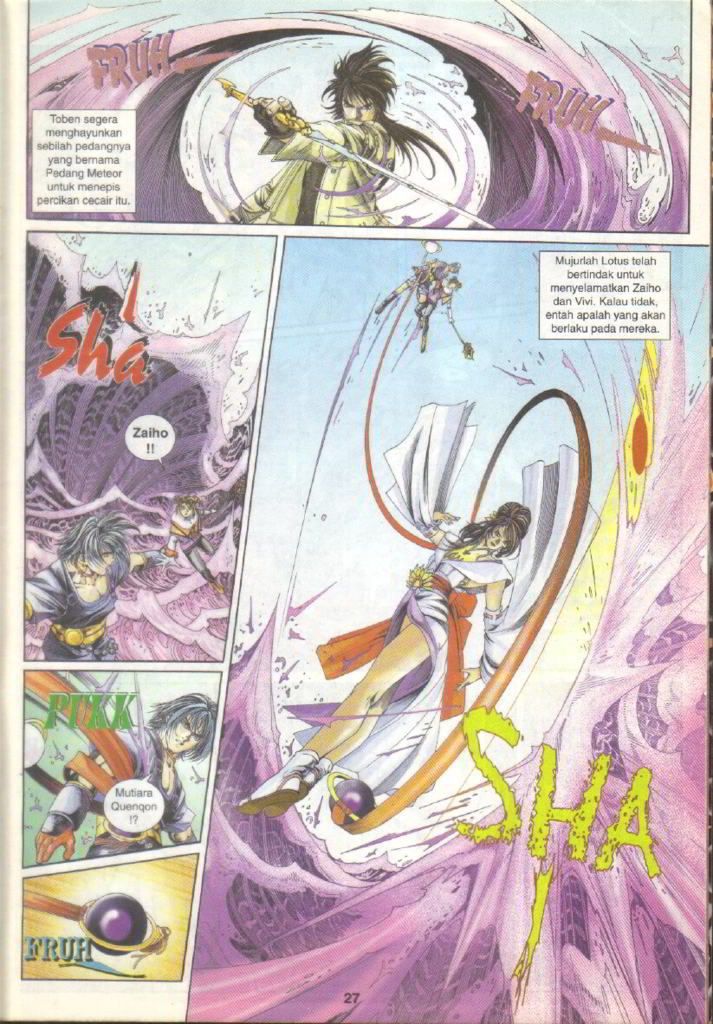 FRUH
FRUH
Toben segera
menghayunkan
sebilah pedangnya
yang bernama
Pedang Meteor
untuk menepis
percikan cecair itu.
Sha
Zaiho
!!
Mujurlah Lotus telah
bertindak untuk
menyelamatkan Zaiho
dan Vivi. Kalau tidak,
entah apalah yang akan
berlaku pada mereka.
PUKK
Mutiara
Quenqon
!?
FRUH
SHA
27